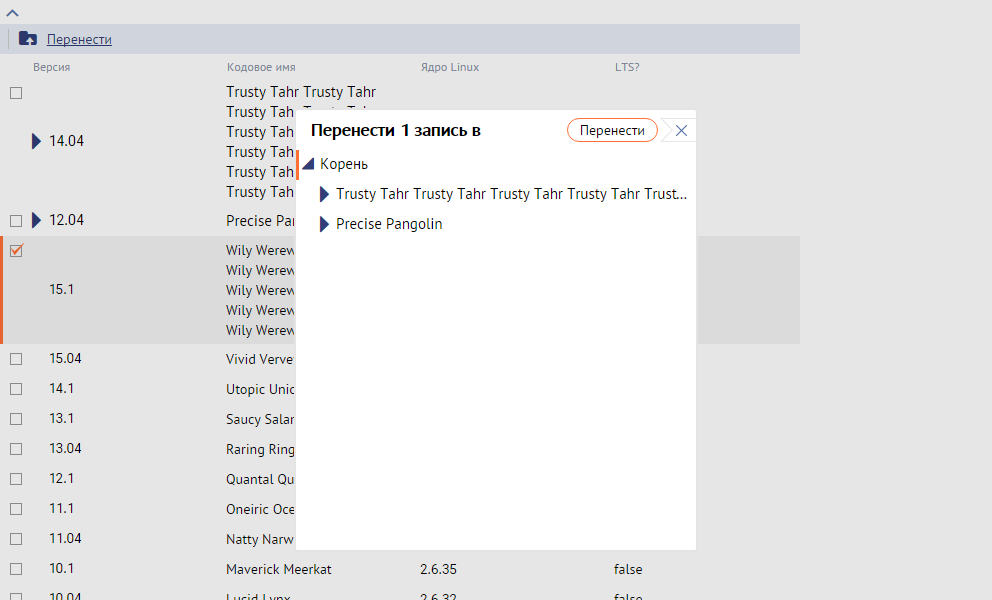 Перенести
Версия Кодовое имя Ядро Linux LTS?
Trusty Tahr Trusty Tahr
Trusty Tahr
Trusty Tah
14.04 Trusty Tah
Trusty Tah
Trusty Tah
12.04 Precise Pan
Wily Werew
Wily Werew
15.1 Wily Werew
Wily Werew
Wily Werew
15.04 Vivid Verve
14.1 Utopic Unic
13.1 Saucy Salar
13.04 Raring Ring
12.1 Quantal Qu
11.1 Oneiric Oce
11.04 Natty Narw
10.1 Maverick Meerkat 2.6.35 false
10.04 Lucid Lynx 2.6.32 false
Перенести 1 запись в Перенести
Корень
Trusty Tahr Trusty Tahr Trusty Tahr Trusty Tahr Trust...
Precise Pangolin